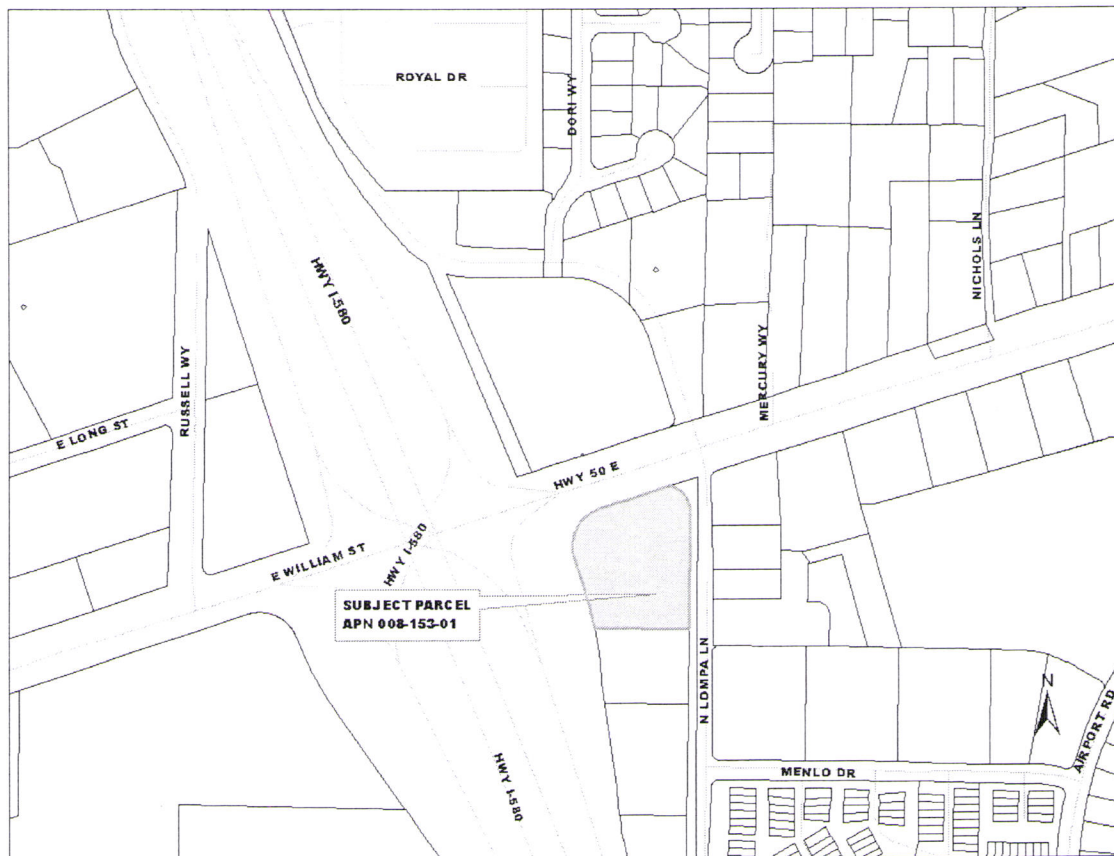 ROYAL DR
DORI WY
NICHOLS LN
HWY I-580
RUSSELL WY
MERCURY WY
E LONG ST
HWY 50 E
HWY I-580
E WILLIAM ST
SUBJECT PARCEL
APN 008-153-01
N LOMPA LN
N
AIRPORT RD
MENLO DR
HWY I-580